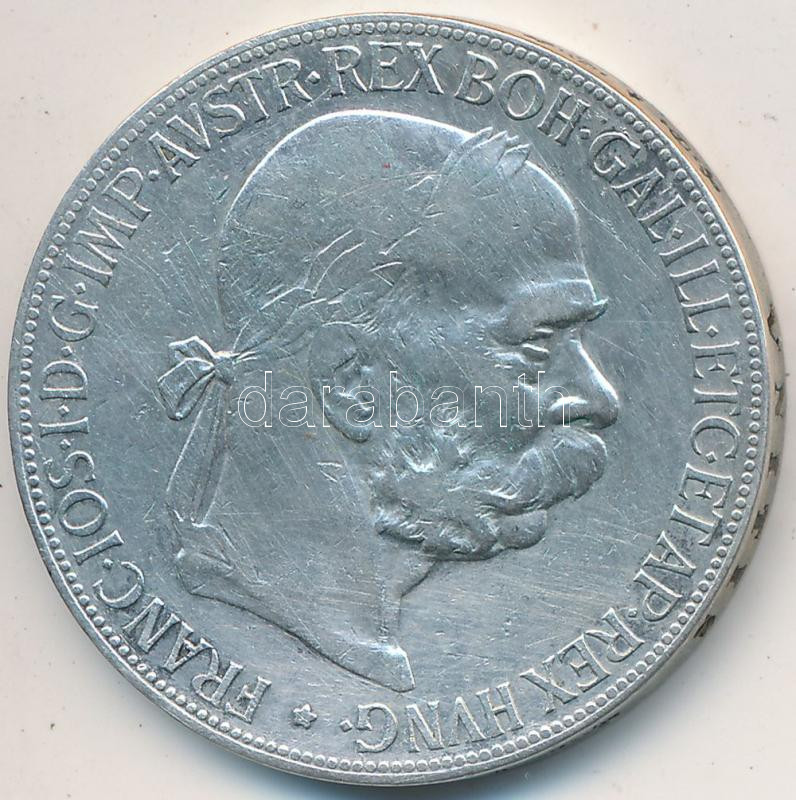 FRANC·IOS·I·D·G·IMP·AVSTR·REX BOH·GAL·ILL·ETC·ET AP·REX HVNG·
darabanth